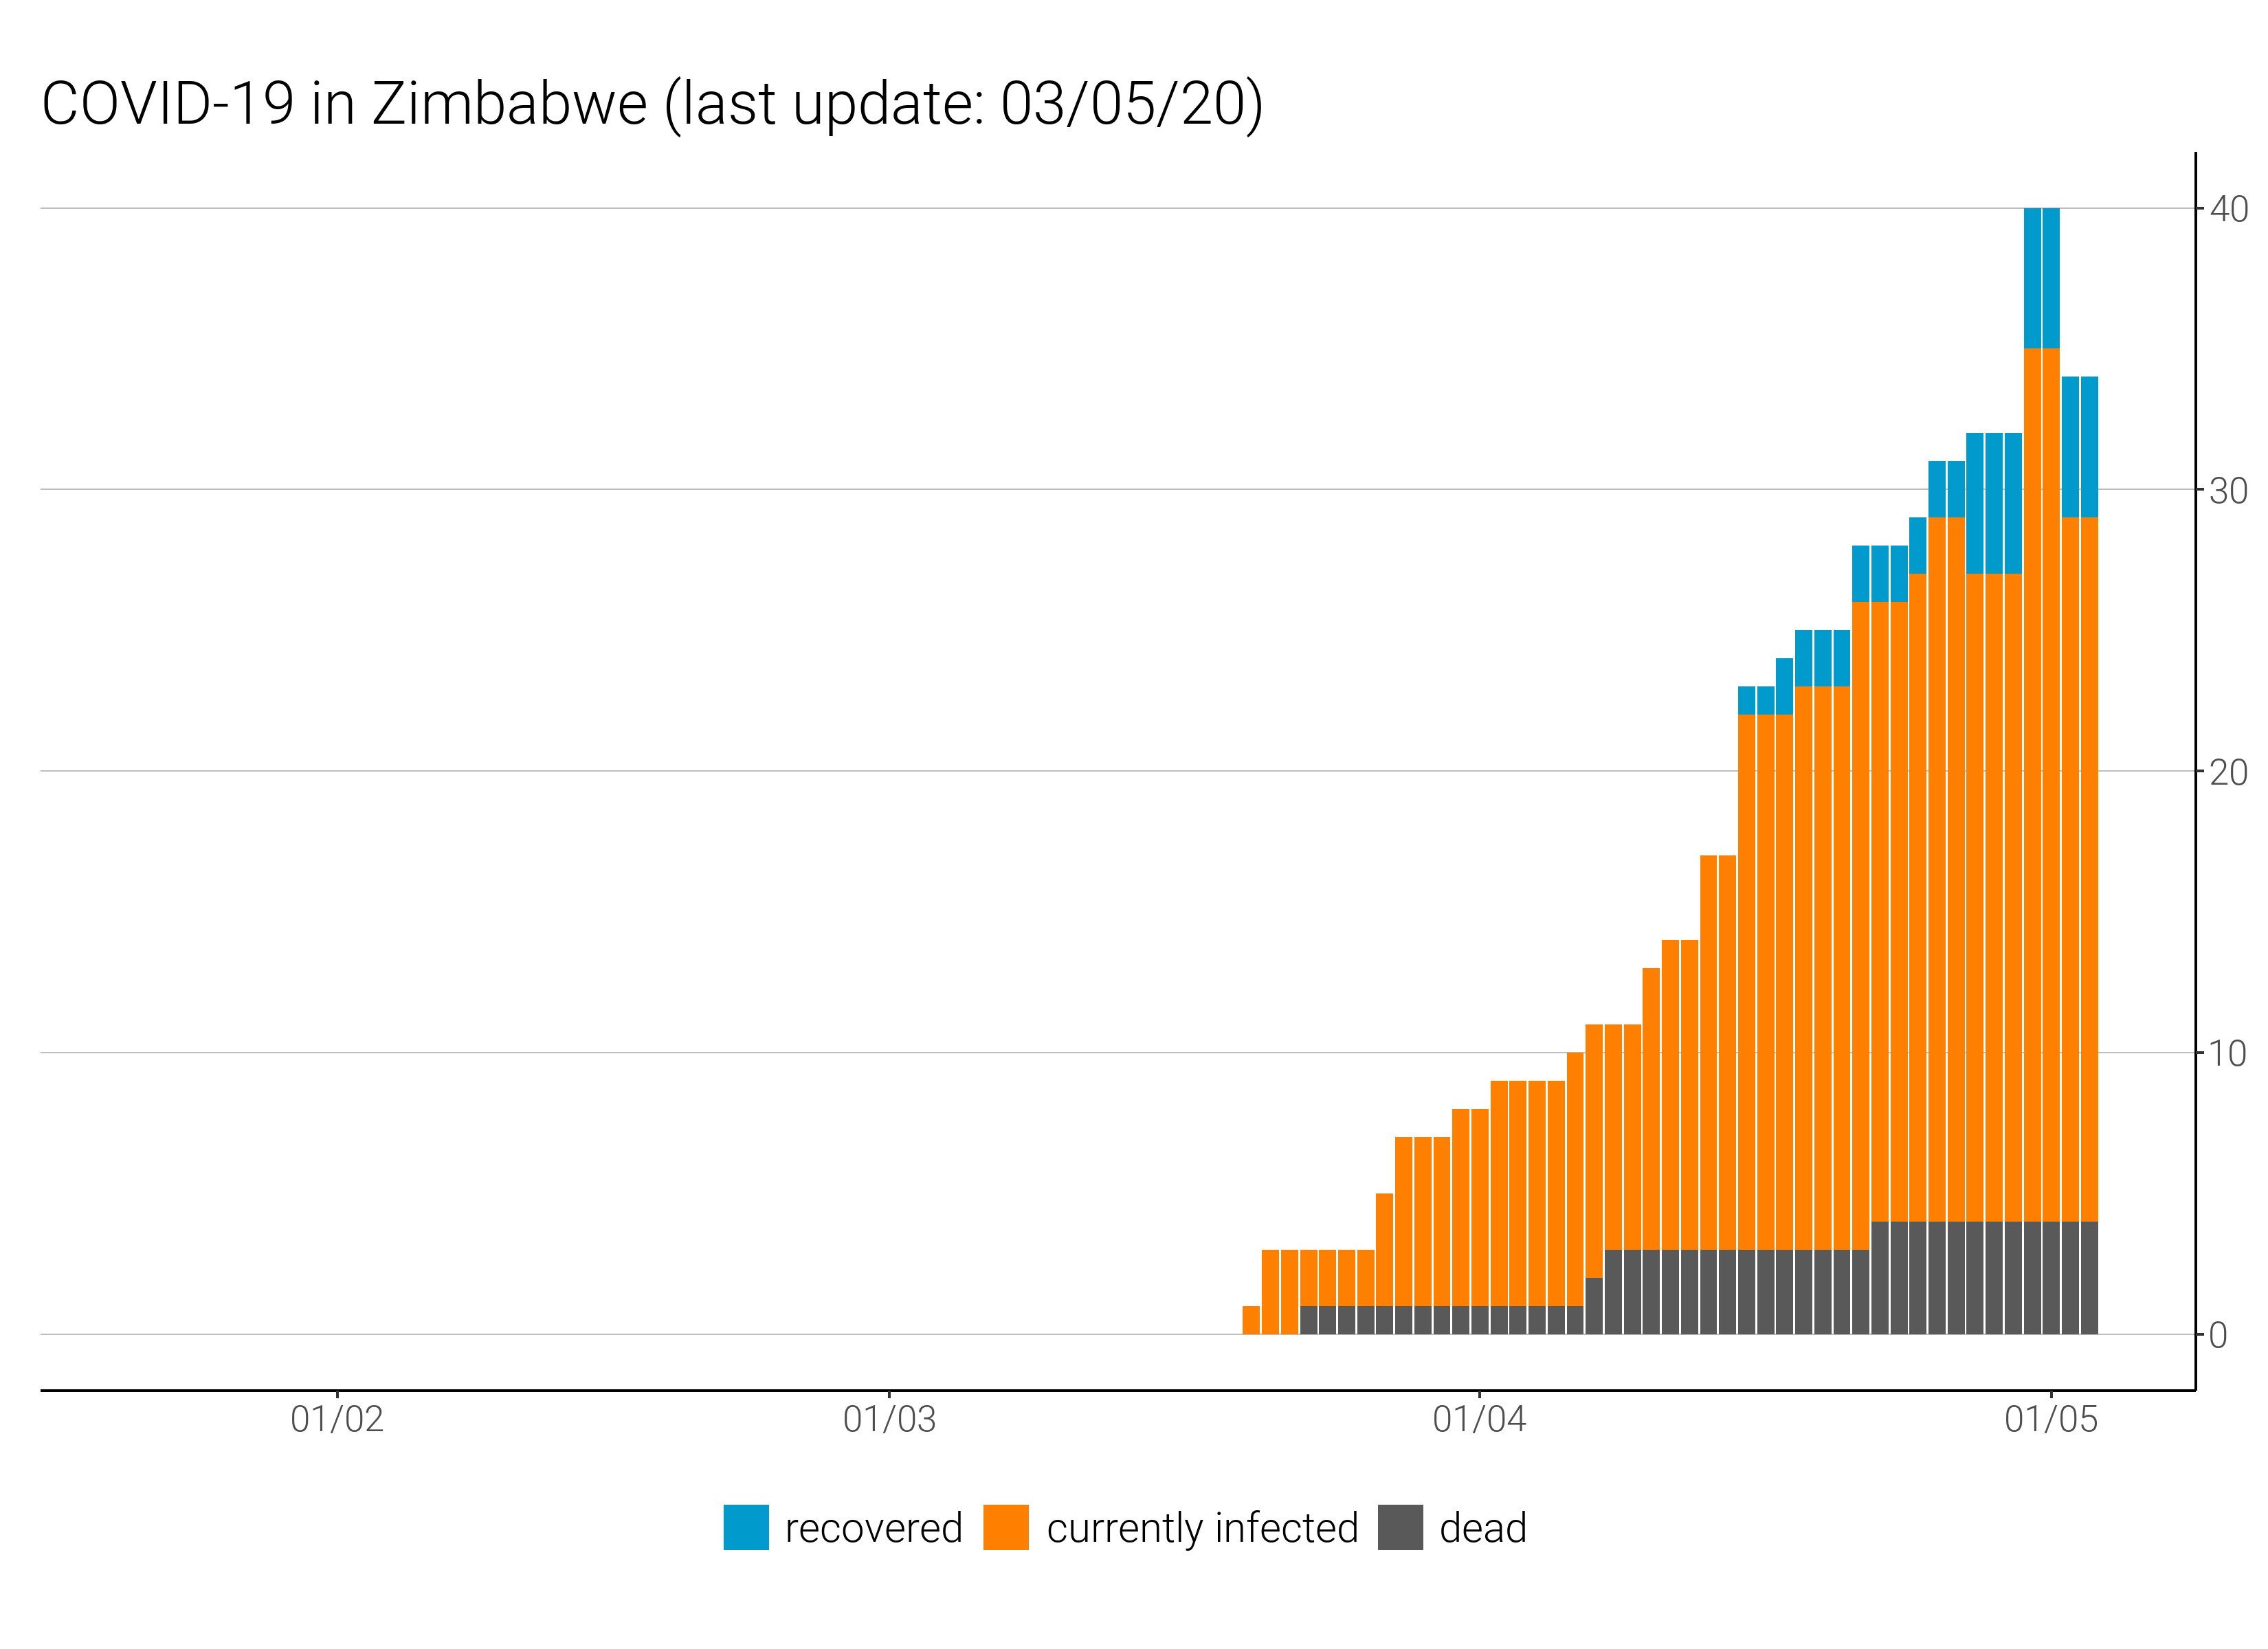 COVID-19 in Zimbabwe (last update: 03/05/20)
40
30
20
10
0
01/02 01/03 01/04 01/05
recovered currently infected dead